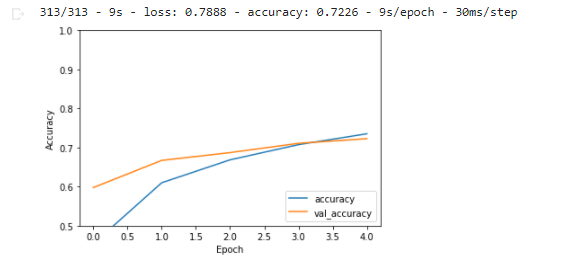 313/313 - 9s - loss: 0.7888 - accuracy: 0.7226 - 9s/epoch - 30ms/step
1.0
0.9
0.8
0.7
0.6
0.5
Accuracy
accuracy
val_accuracy
0.0 0.5 1.0 1.5 2.0 2.5 3.0 3.5 4.0
Epoch